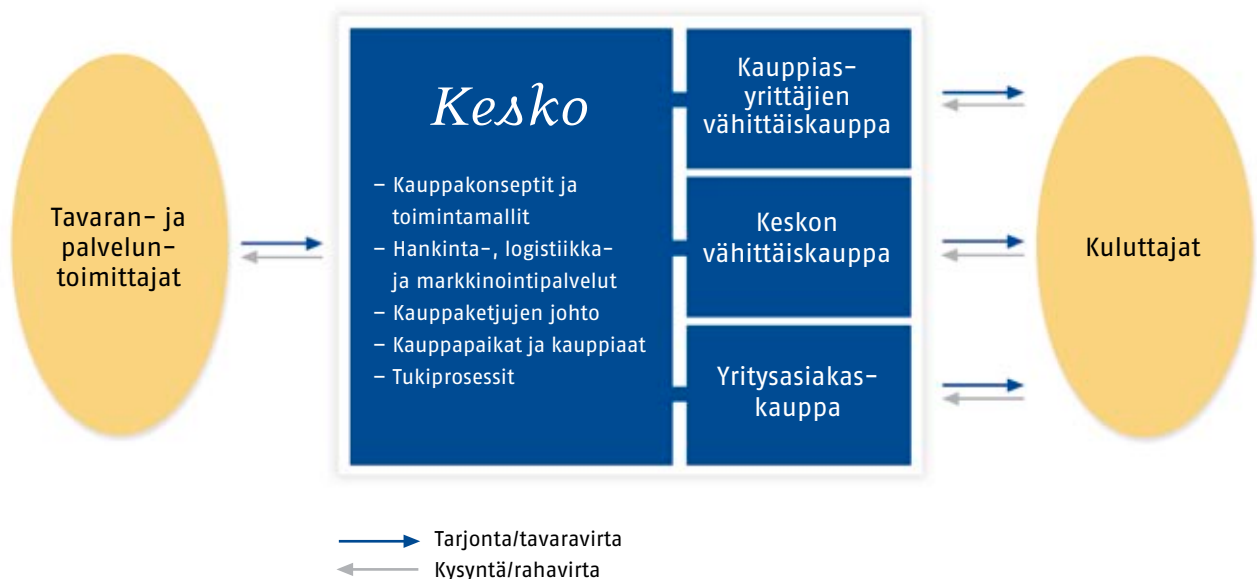 Tavaran- ja
palvelun-
toimittajat
Kesko
– Kauppakonseptit ja
toimintamallit
– Hankinta-, logistiikka-
ja markkinointipalvelut
– Kauppaketjujen johto
– Kauppapaikat ja kauppiaat
– Tukiprosessit
Kauppias-
yrittäjien
vähittäiskauppa
Keskon
vähittäiskauppa
Yritysasiakas-
kauppa
Kuluttajat
Tarjonta/tavaravirta
Kysyntä/rahavirta